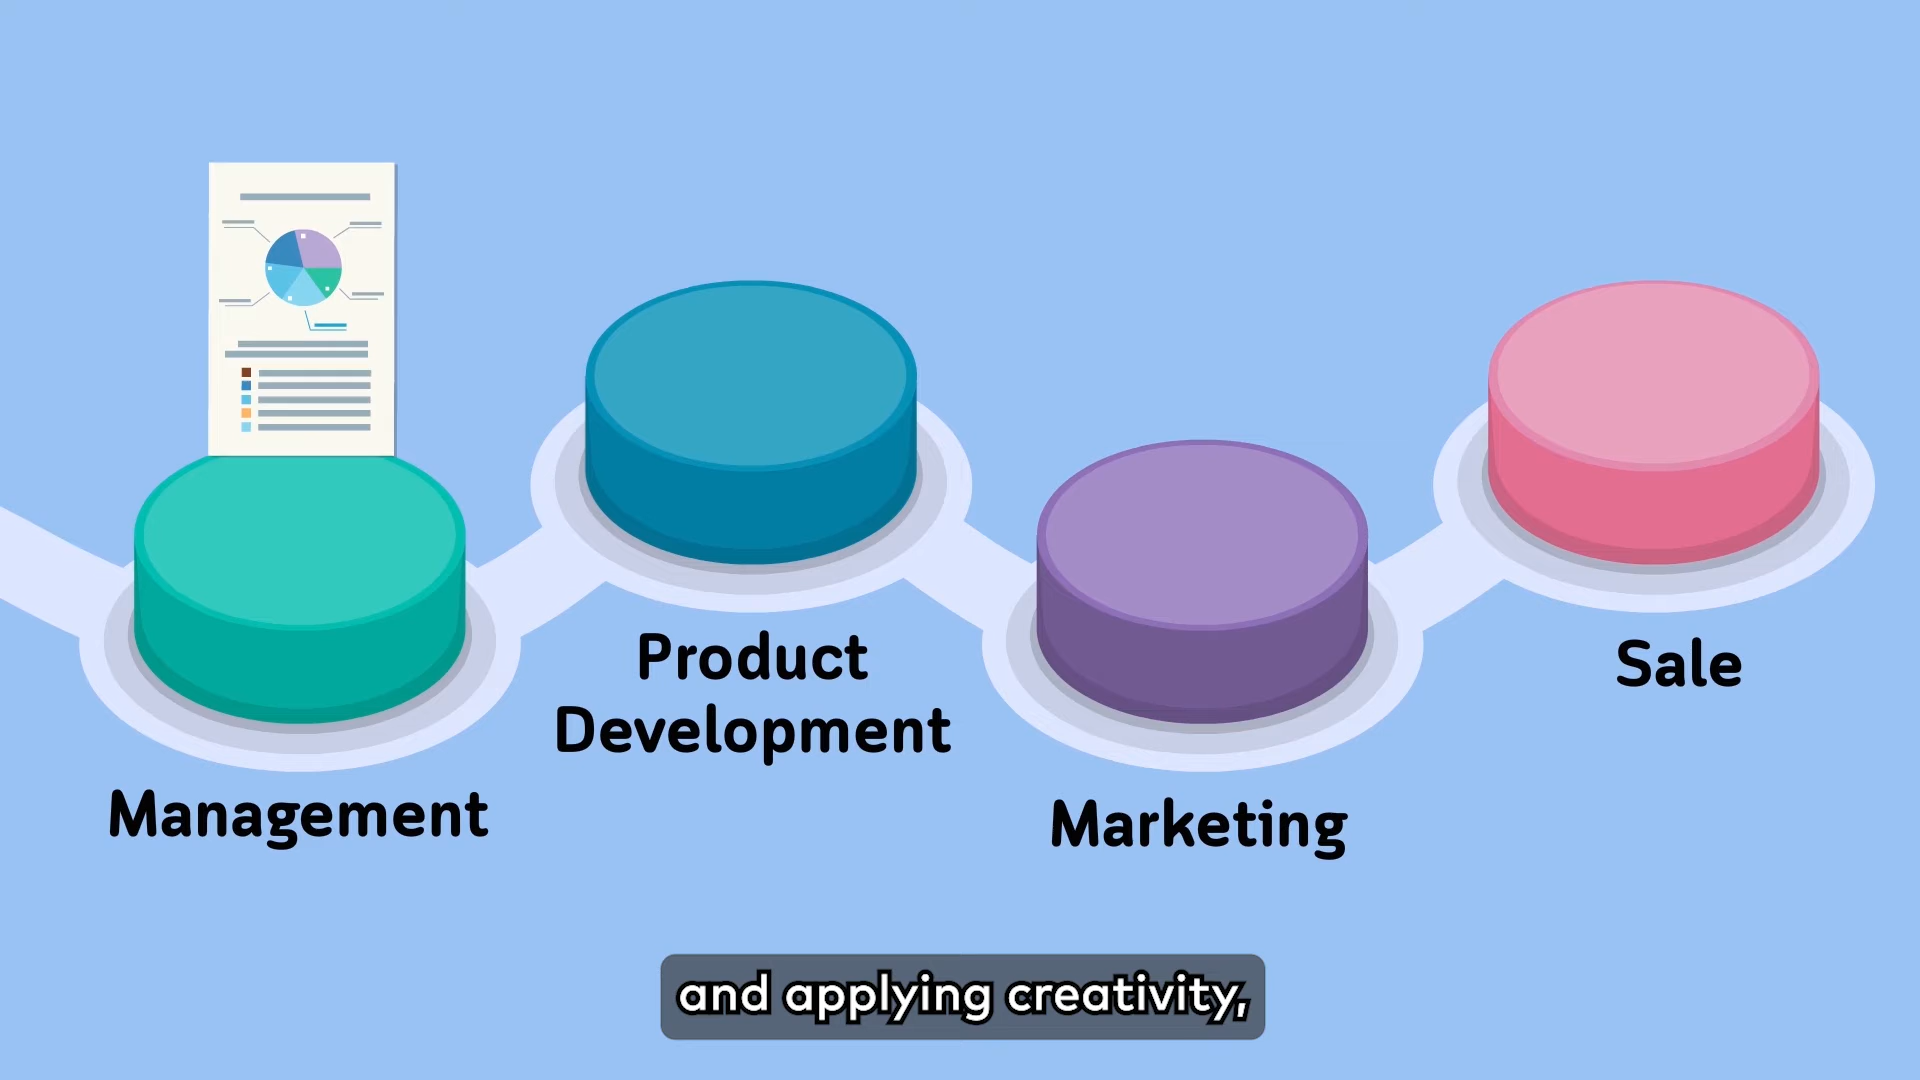 Management
Product
Development
Marketing
Sale
and applying creativity,